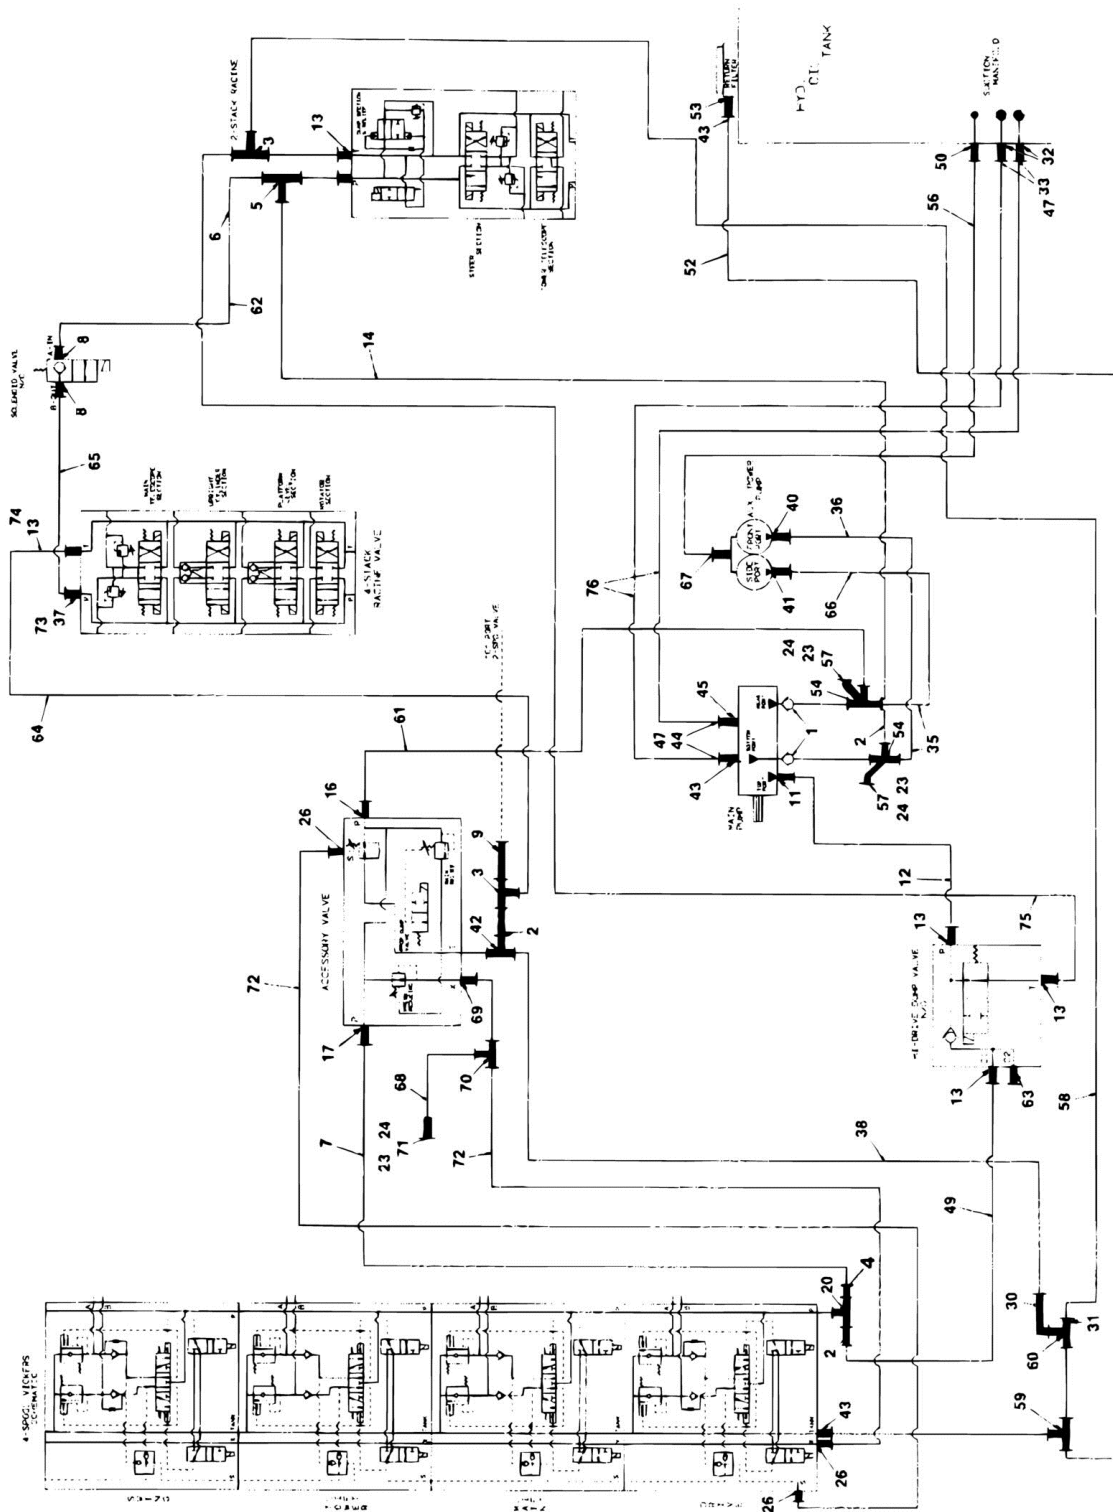 2-STACK RACINE
3
13
5
6
62
STEER
SECTION
TOWER TELESCOPE
SECTION
RETURN
FILTER
53
43
52
HYD.
OIL TANK
SUCTION
MANIFOLD
50
32
33
47
56
SOLENOID VALVE
N/C
8
8
65
14
74
13
73
37
MAIN
TELESCOPE
SECTION
UPRIGHT
SECTION
PLATFORM
SECTION
ROTATOR
SECTION
4-STACK
RACINE VALVE
64
76
67
FRONT
PORT
SIDE
PORT
AUX. POWER
PUMP
40
41
36
66
61
47
44
45
43
MAIN
PUMP
1
11
24
23
57
54
2
54
57
23
24
35
16
26
ACCESSORY VALVE
P
S
72
17
69
42
3
9
2
7
68
70
71
23
24
72
12
13
HI-DRIVE DUMP VALVE
N/C
P
T
13
13
63
75
58
38
49
4-SPOOL VICKERS
SCHEMATIC
20
4
2
43
26
26
TANK
30
31
60
59